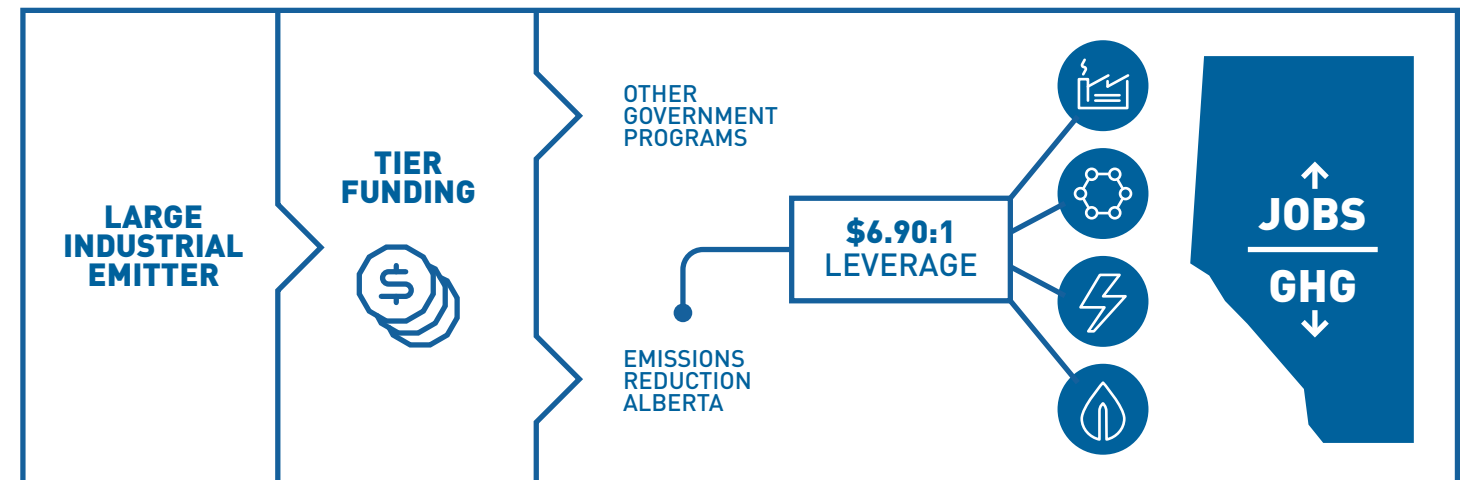 LARGE
INDUSTRIAL
EMITTER
TIER
FUNDING
$
OTHER
GOVERNMENT
PROGRAMS
EMISSIONS
REDUCTION
ALBERTA
$6.90:1
LEVERAGE
↑
JOBS
GHG
↓